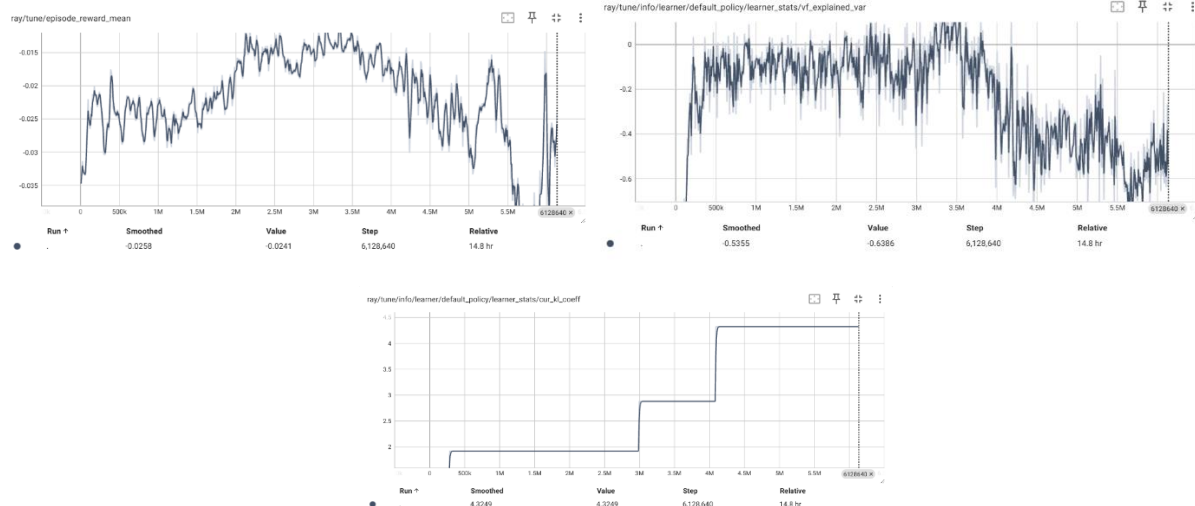 ray/tune/episode_reward_mean
-0.015
-0.02
-0.025
-0.03
-0.035
0 500k 1M 1.5M 2M 2.5M 3M 3.5M 4M 4.5M 5M 5.5M 6128640 ×
Run ↑ Smoothed Value Step Relative
. -0.0258 -0.0241 6,128,640 14.8 hr
ray/tune/info/learner/default_policy/learner_stats/vf_explained_var
0
-0.2
-0.4
-0.6
0 500k 1M 1.5M 2M 2.5M 3M 3.5M 4M 4.5M 5M 5.5M 6128640 ×
Run ↑ Smoothed Value Step Relative
. -0.5355 -0.6386 6,128,640 14.8 hr
ray/tune/info/learner/default_policy/learner_stats/cur_kl_coeff
4.5
4
3.5
3
2.5
2
0 500k 1M 1.5M 2M 2.5M 3M 3.5M 4M 4.5M 5M 5.5M 6128640 ×
Run ↑ Smoothed Value Step Relative
. 4.3249 4.3249 6,128,640 14.8 hr